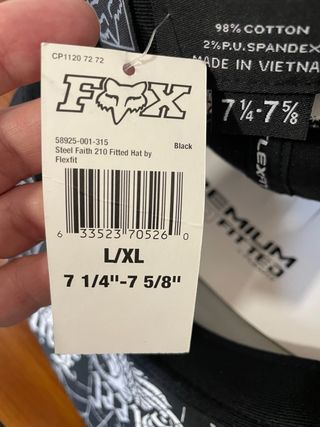 98% COTTON
2% P.U. SPANDEX
MADE IN VIETNA
7 1/4-7 5/8
CP1120 72 72
FOX
58925-001-315
Black
Steel Faith 210 Fitted Hat by
Flexfit
6 33523 70526 0
L/XL
7 1/4"-7 5/8"
PREMIUM
FITTED